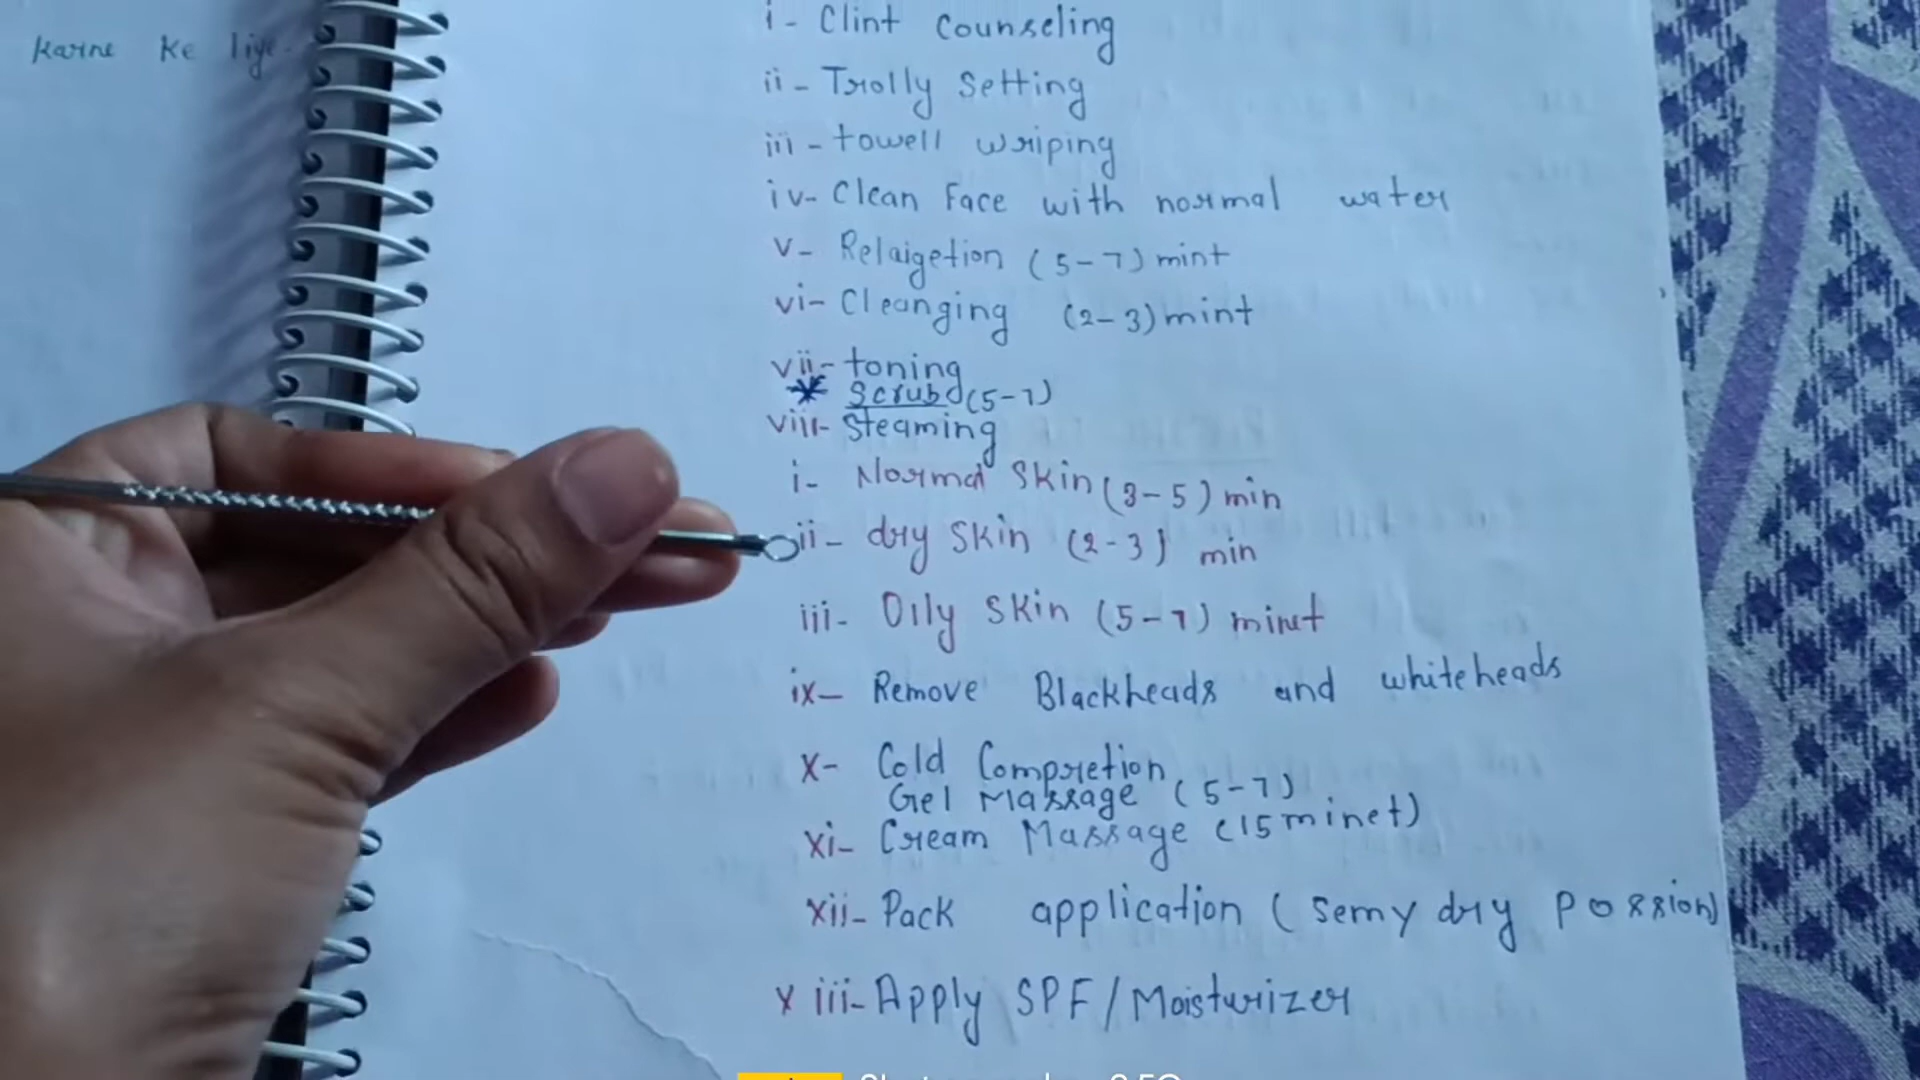 karne ke liye.
i- Clint Counseling
ii- Trolly Setting
iii- towell wriping
iv- Clean Face with normal water
v- Relaigetion (5-7) mint
vi- Cleanging (2-3) mint
vii- toning
* Scrub (5-7)
viii- Steaming
i- Normal Skin (3-5) min
ii- dry Skin (2-3) min
iii- Oily Skin (5-7) minet
ix- Remove Blackheads and whiteheads
x- Cold Compretion
Gel Massage (5-7)
xi- Cream Massage (15 minet)
xii- Pack application (Semy dry Possion)
xiii- Apply SPF/Moisturizer